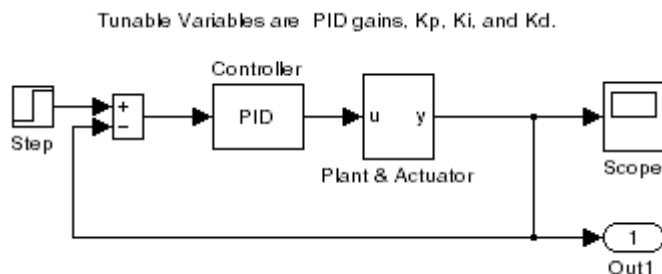 Tunable Variables are PID gains, Kp, Ki, and Kd.
Controller
+
−
PID
u y
Step
Plant & Actuator
Scope
1
Out1